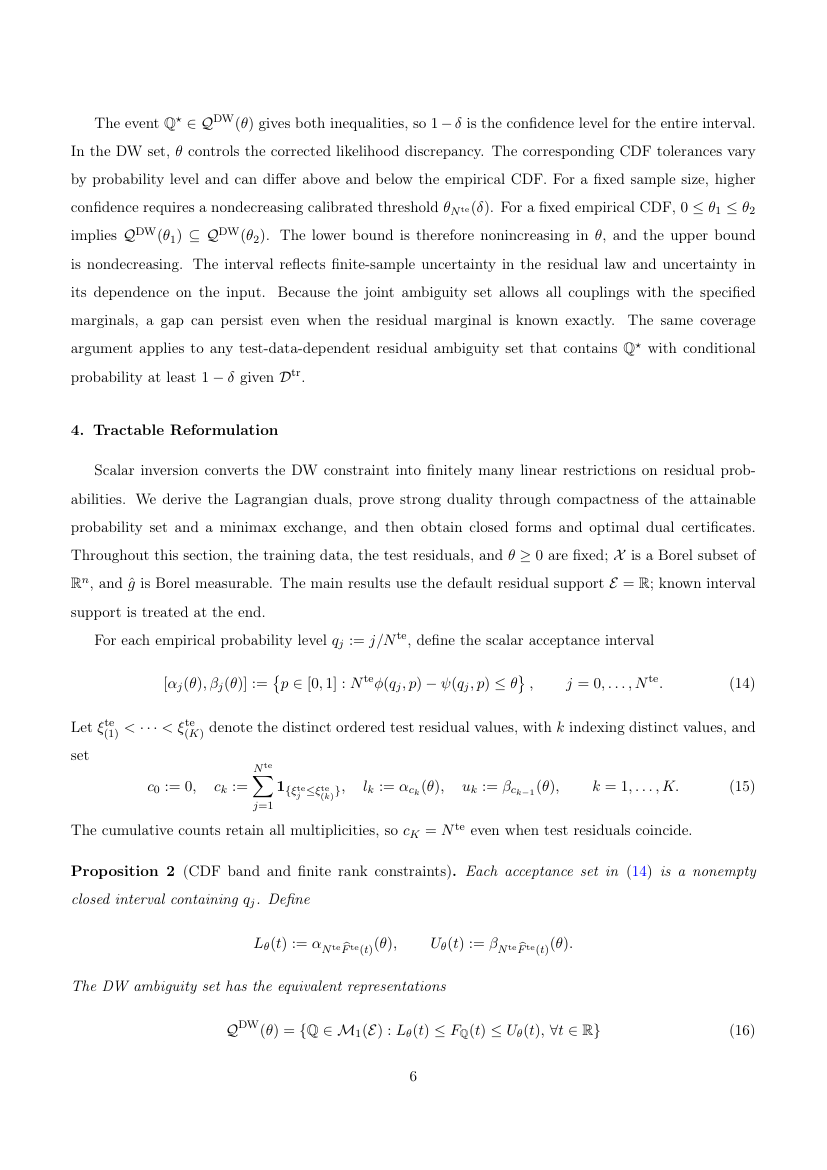 The event ℚ⋆ ∈ 𝒬^DW(θ) gives both inequalities, so 1 − δ is the confidence level for the entire interval.
In the DW set, θ controls the corrected likelihood discrepancy. The corresponding CDF tolerances vary
by probability level and can differ above and below the empirical CDF. For a fixed sample size, higher
confidence requires a nondecreasing calibrated threshold θ_{N^te}(δ). For a fixed empirical CDF, 0 ≤ θ₁ ≤ θ₂
implies 𝒬^DW(θ₁) ⊆ 𝒬^DW(θ₂). The lower bound is therefore nonincreasing in θ, and the upper bound
is nondecreasing. The interval reflects finite-sample uncertainty in the residual law and uncertainty in
its dependence on the input. Because the joint ambiguity set allows all couplings with the specified
marginals, a gap can persist even when the residual marginal is known exactly. The same coverage
argument applies to any test-data-dependent residual ambiguity set that contains ℚ⋆ with conditional
probability at least 1 − δ given 𝒟^tr.
4. Tractable Reformulation
Scalar inversion converts the DW constraint into finitely many linear restrictions on residual prob-
abilities. We derive the Lagrangian duals, prove strong duality through compactness of the attainable
probability set and a minimax exchange, and then obtain closed forms and optimal dual certificates.
Throughout this section, the training data, the test residuals, and θ ≥ 0 are fixed; 𝒳 is a Borel subset of
ℝⁿ, and ĝ is Borel measurable. The main results use the default residual support ℰ = ℝ; known interval
support is treated at the end.
For each empirical probability level q_j := j/N^te, define the scalar acceptance interval
[α_j(θ), β_j(θ)] := {p ∈ [0, 1] : N^te ϕ(q_j, p) − ψ(q_j, p) ≤ θ}, j = 0, . . . , N^te. (14)
Let ξ^te_(1) < · · · < ξ^te_(K) denote the distinct ordered test residual values, with k indexing distinct values, and
set
c₀ := 0, c_k := ∑_{j=1}^{N^te} 𝟏_{ξ^te_j ≤ ξ^te_(k)}, l_k := α_{c_k}(θ), u_k := β_{c_{k−1}}(θ), k = 1, . . . , K. (15)
The cumulative counts retain all multiplicities, so c_K = N^te even when test residuals coincide.
Proposition 2 (CDF band and finite rank constraints). Each acceptance set in (14) is a nonempty
closed interval containing q_j. Define
L_θ(t) := α_{N^te F̂^te(t)}(θ), U_θ(t) := β_{N^te F̂^te(t)}(θ).
The DW ambiguity set has the equivalent representations
𝒬^DW(θ) = {ℚ ∈ ℳ₁(ℰ) : L_θ(t) ≤ F_ℚ(t) ≤ U_θ(t), ∀t ∈ ℝ} (16)
6